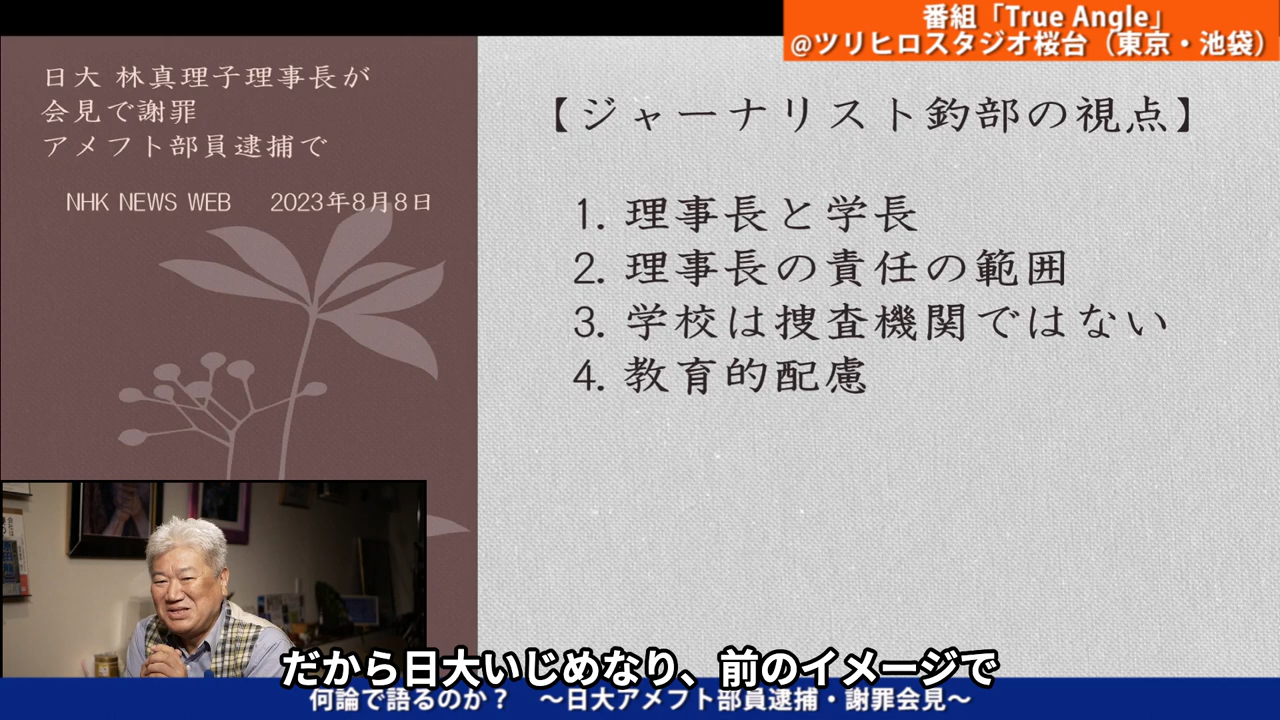 番組「True Angle」
@ツリヒロスタジオ桜台（東京・池袋）
日大 林真理子理事長が
会見で謝罪
アメフト部員逮捕で
NHK NEWS WEB 2023年8月8日
【ジャーナリスト釣部の視点】
1. 理事長と学長
2. 理事長の責任の範囲
3. 学校は捜査機関ではない
4. 教育的配慮
だから日大いじめなり、前のイメージで
何論で語るのか？ ～日大アメフト部員逮捕・謝罪会見～